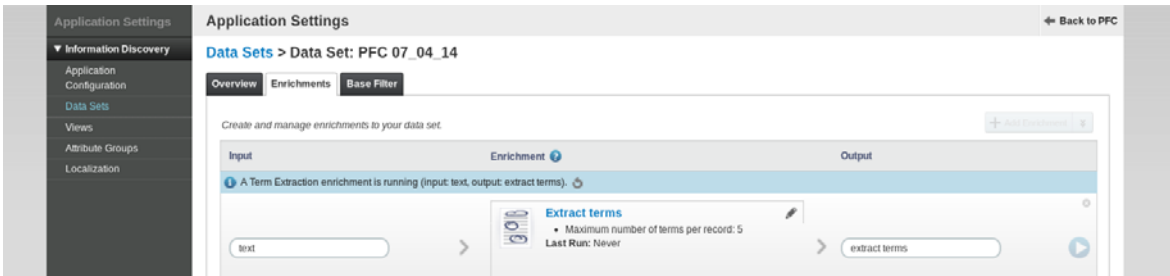 Application Settings
Application Settings
Back to PFC
Information Discovery
Application
Configuration
Data Sets
Views
Attribute Groups
Localization
Data Sets > Data Set: PFC 07_04_14
Overview Enrichments Base Filter
Create and manage enrichments to your data set.
+ Add Enrichment
Input Enrichment ? Output
A Term Extraction enrichment is running (input: text, output: extract terms).
Extract terms
• Maximum number of terms per record: 5
Last Run: Never
text
extract terms